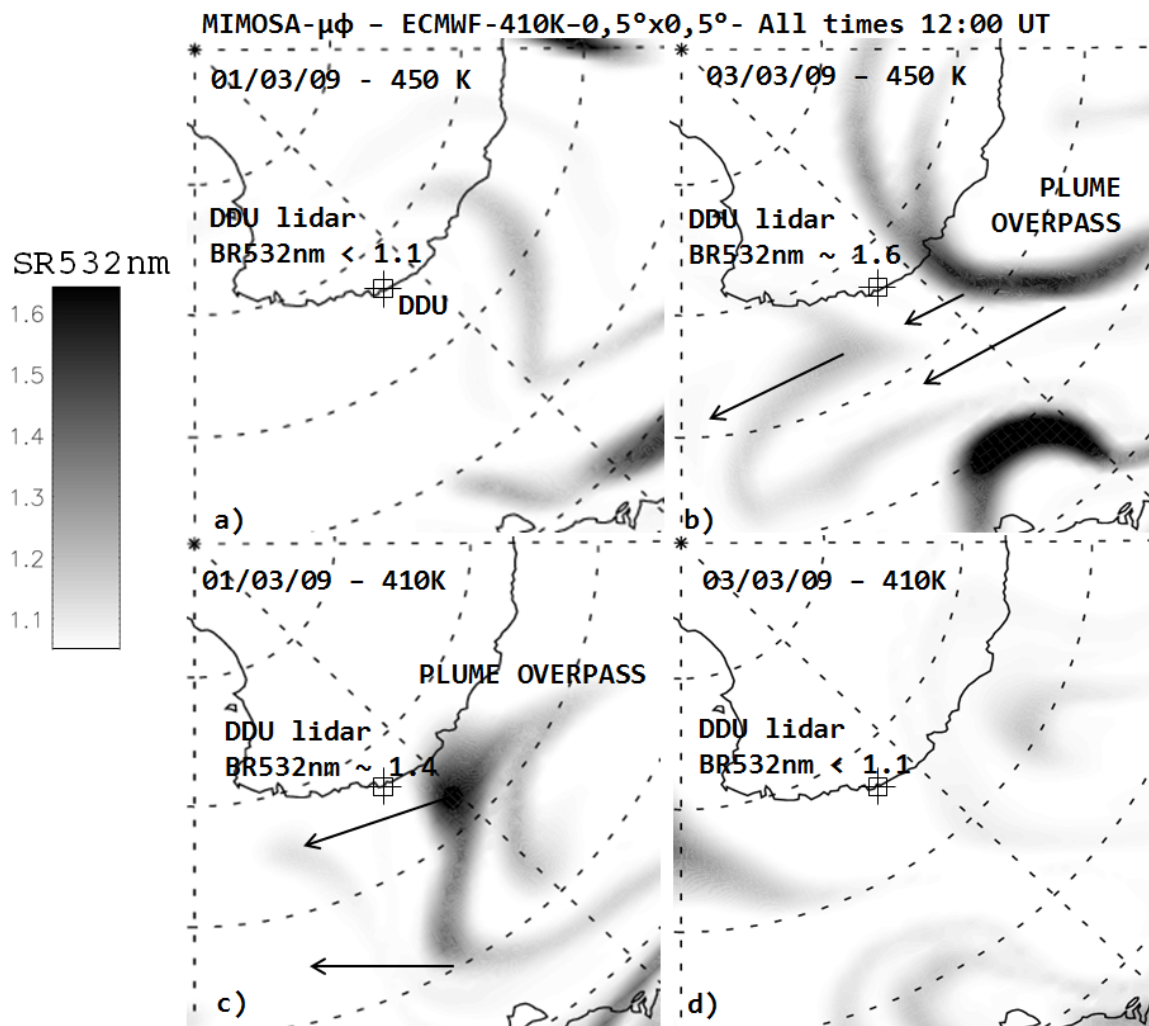 MIMOSA-μφ – ECMWF-410K–0,5°x0,5°- All times 12:00 UT
01/03/09 - 450 K
DDU lidar
BR532nm < 1.1
DDU
a)
03/03/09 – 450 K
PLUME
OVERPASS
DDU lidar
BR532nm ~ 1.6
b)
SR532nm
1.6
1.5
1.4
1.3
1.2
1.1
01/03/09 – 410K
PLUME OVERPASS
DDU lidar
BR532nm ~ 1.4
c)
03/03/09 – 410K
DDU lidar
BR532nm < 1.1
d)